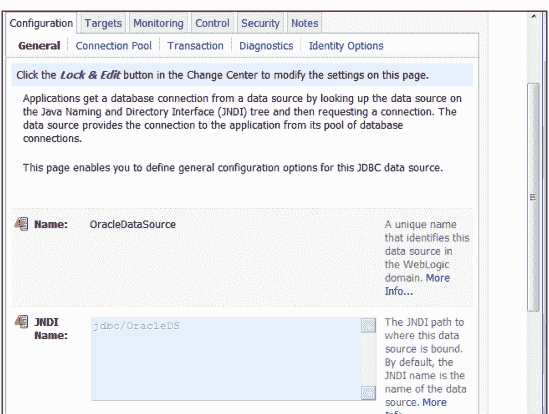 Configuration Targets Monitoring Control Security Notes
General Connection Pool Transaction Diagnostics Identity Options
Click the Lock & Edit button in the Change Center to modify the settings on this page.
Applications get a database connection from a data source by looking up the data source on
the Java Naming and Directory Interface (JNDI) tree and then requesting a connection. The
data source provides the connection to the application from its pool of database
connections.
This page enables you to define general configuration options for this JDBC data source.
Name: OracleDataSource
A unique name
that identifies this
data source in
the WebLogic
domain. More
Info...
JNDI
Name:
jdbc/OracleDS
The JNDI path to
where this data
source is bound.
By default, the
JNDI name is the
name of the data
source. More